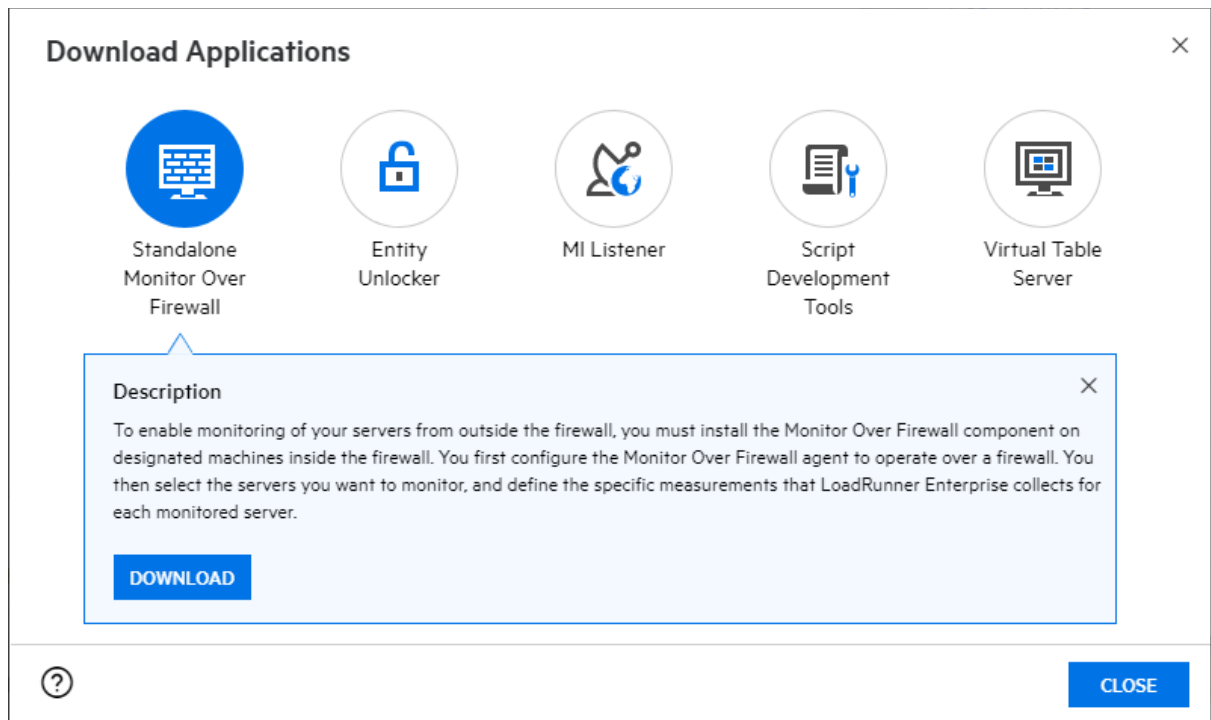 Download Applications
Standalone
Monitor Over
Firewall
Entity
Unlocker
MI Listener
Script
Development
Tools
Virtual Table
Server
Description
To enable monitoring of your servers from outside the firewall, you must install the Monitor Over Firewall component on
designated machines inside the firewall. You first configure the Monitor Over Firewall agent to operate over a firewall. You
then select the servers you want to monitor, and define the specific measurements that LoadRunner Enterprise collects for
each monitored server.
DOWNLOAD
?
CLOSE